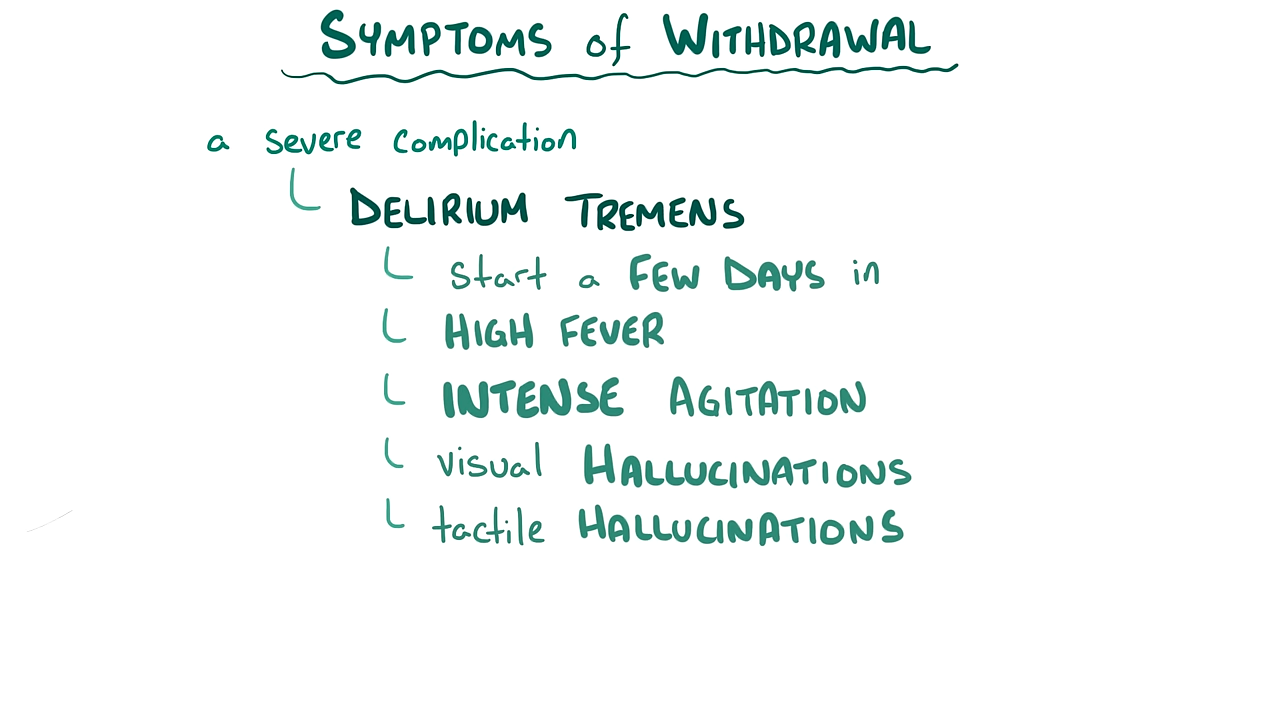 SYMPTOMS of WITHDRAWAL
a severe complication
DELIRIUM TREMENS
start a FEW DAYS in
HIGH FEVER
INTENSE AGITATION
visual HALLUCINATIONS
tactile HALLUCINATIONS